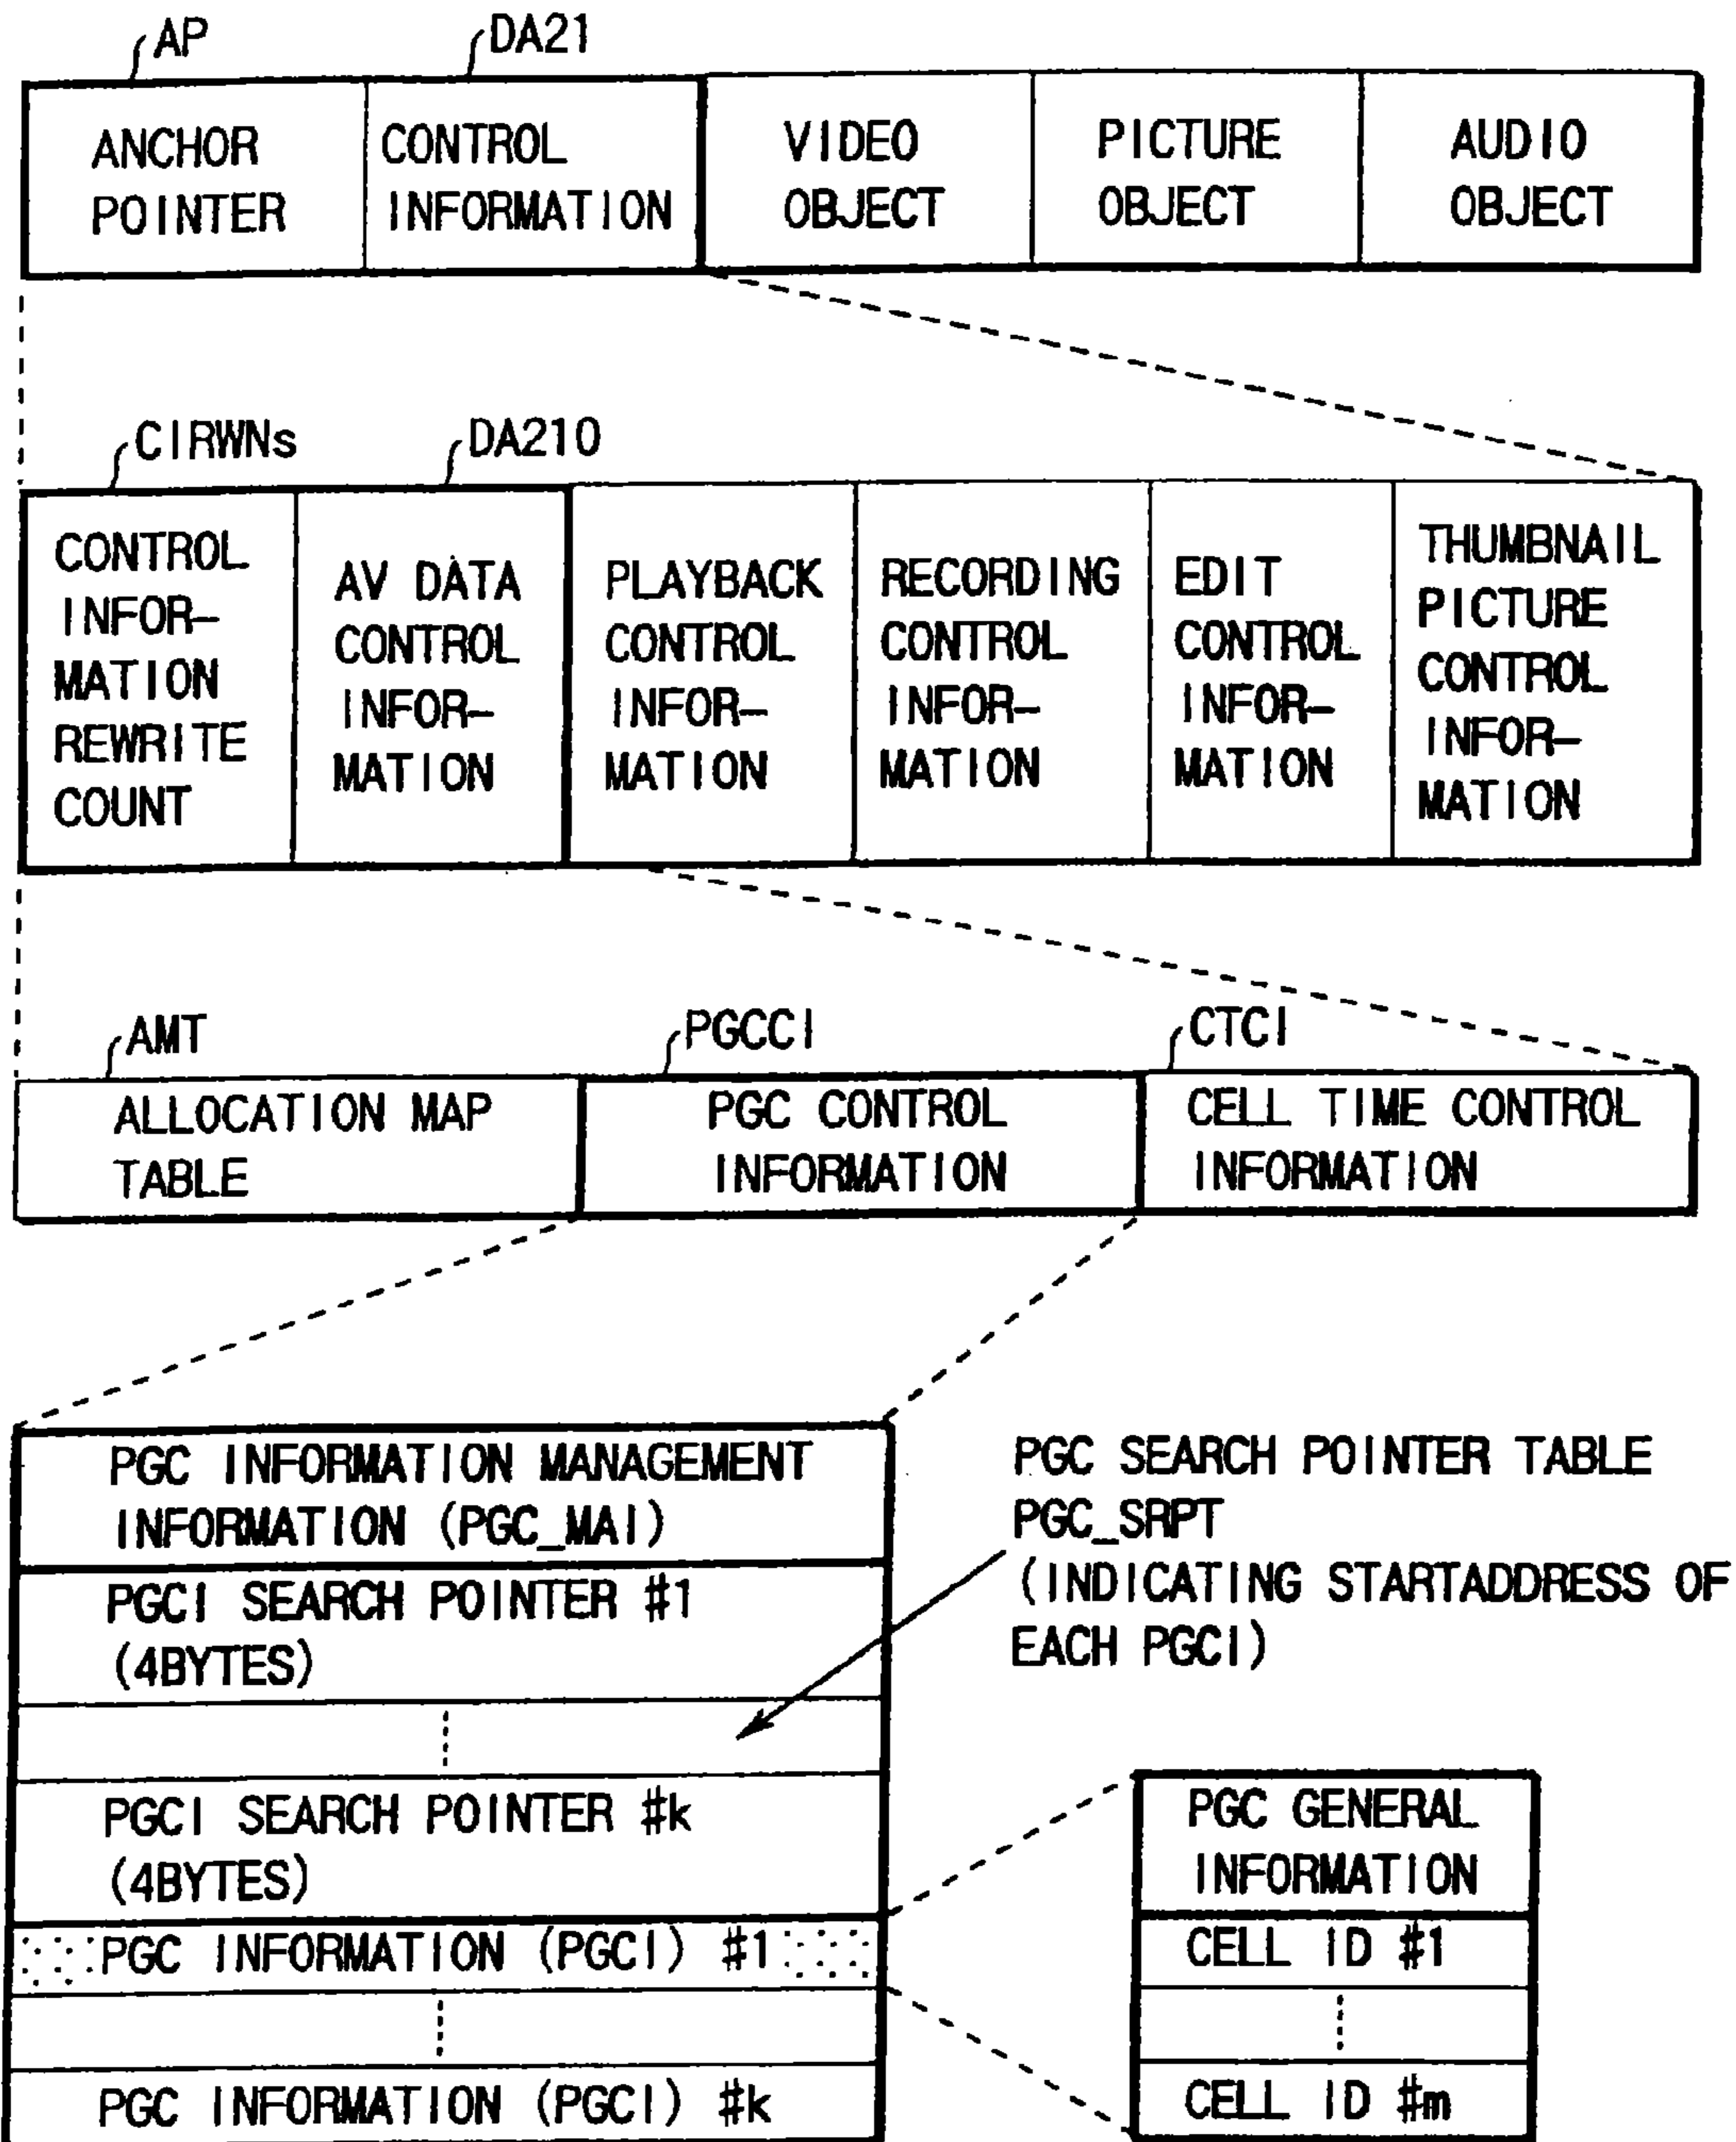 AP
DA21
ANCHOR
POINTER
CONTROL
INFORMATION
VIDEO
OBJECT
PICTURE
OBJECT
AUDIO
OBJECT
CIRWNs
DA210
CONTROL
INFOR-
MATION
REWRITE
COUNT
AV DATA
CONTROL
INFOR-
MATION
PLAYBACK
CONTROL
INFOR-
MATION
RECORDING
CONTROL
INFOR-
MATION
EDIT
CONTROL
INFOR-
MATION
THUMBNAIL
PICTURE
CONTROL
INFOR-
MATION
AMT
PGCCI
CTCI
ALLOCATION MAP
TABLE
PGC CONTROL
INFORMATION
CELL TIME CONTROL
INFORMATION
PGC INFORMATION MANAGEMENT
INFORMATION (PGC_MAI)
PGCI SEARCH POINTER #1
(4BYTES)
PGCI SEARCH POINTER #k
(4BYTES)
PGC INFORMATION (PGCI) #1
PGC INFORMATION (PGCI) #k
PGC SEARCH POINTER TABLE
PGC_SRPT
(INDICATING STARTADDRESS OF
EACH PGCI)
PGC GENERAL
INFORMATION
CELL ID #1
CELL ID #m